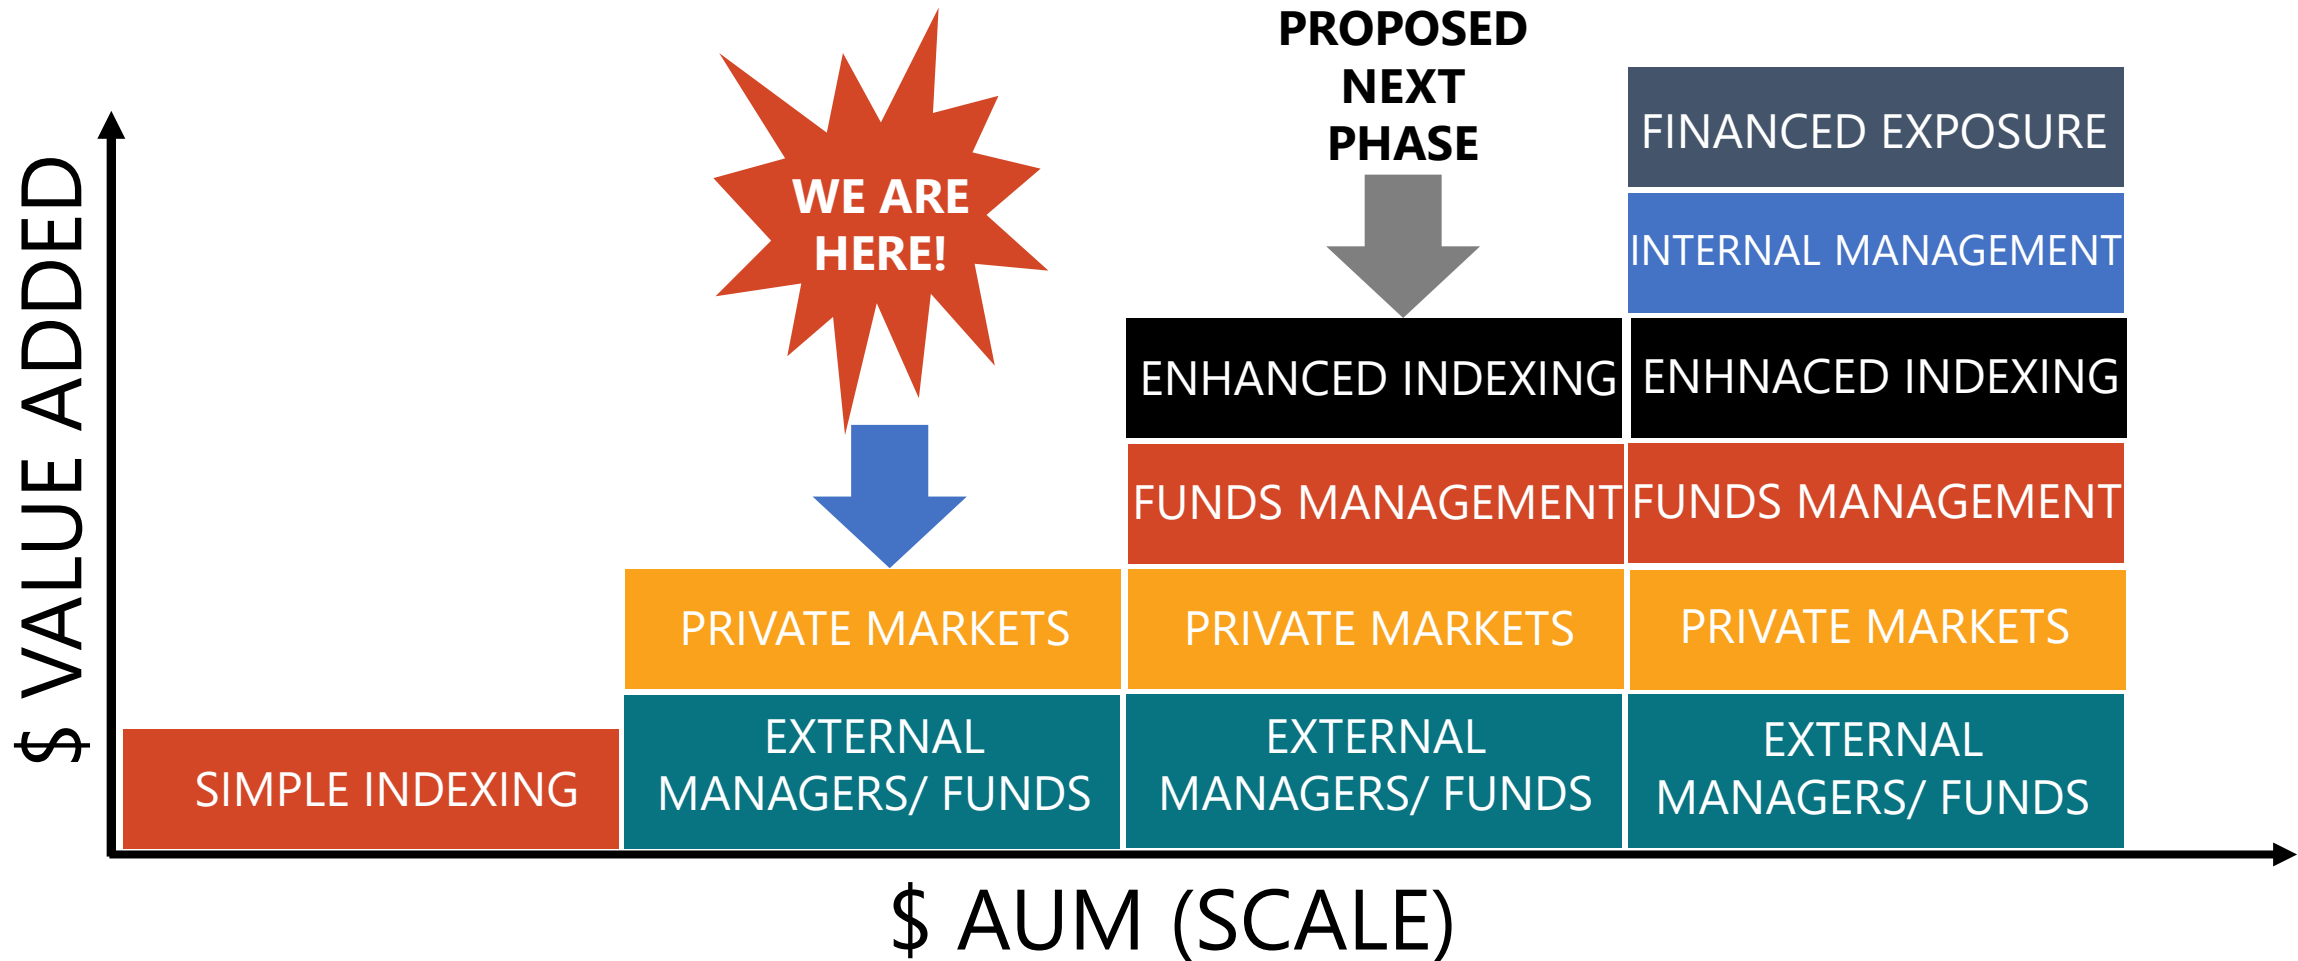 PROPOSED
NEXT
PHASE
WE ARE
HERE!
$ VALUE ADDED
SIMPLE INDEXING
PRIVATE MARKETS
EXTERNAL
MANAGERS/ FUNDS
ENHANCED INDEXING
FUNDS MANAGEMENT
PRIVATE MARKETS
EXTERNAL
MANAGERS/ FUNDS
FINANCED EXPOSURE
INTERNAL MANAGEMENT
ENHNACED INDEXING
FUNDS MANAGEMENT
PRIVATE MARKETS
EXTERNAL
MANAGERS/ FUNDS
$ AUM (SCALE)